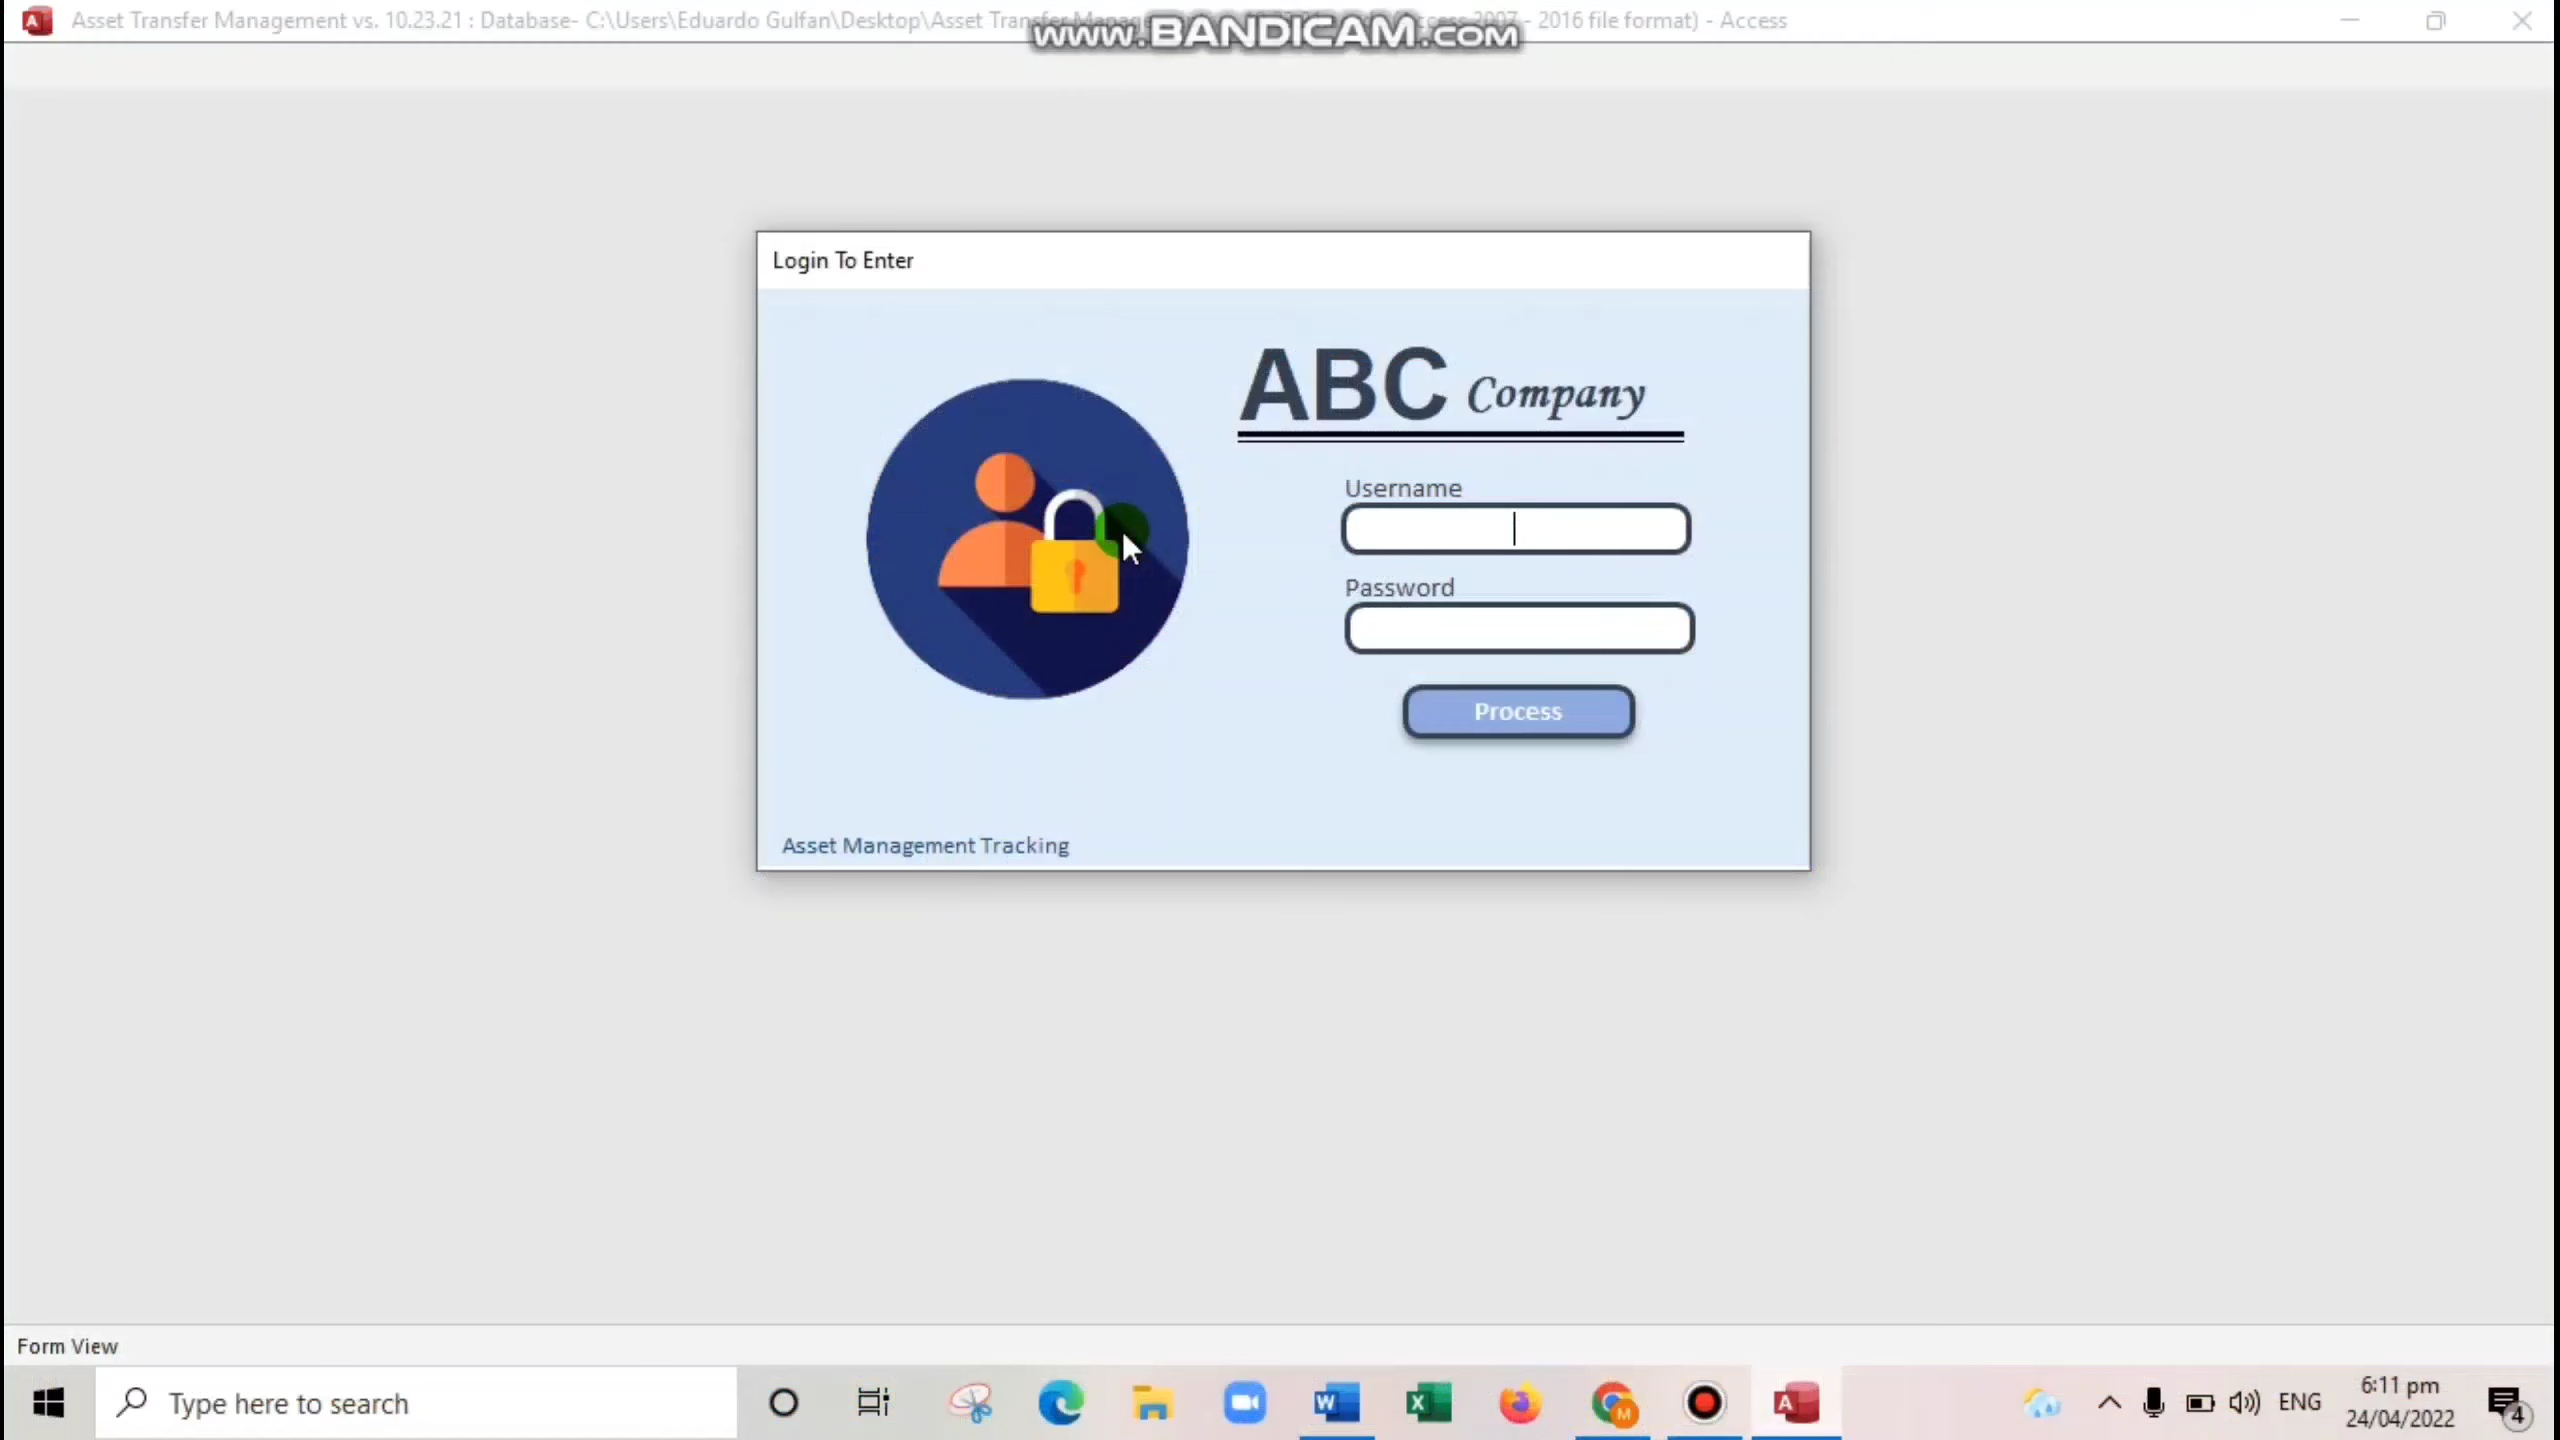 Asset Transfer Management vs. 10.23.21 : Database- C:\Users\Eduardo Gulfan\Desktop\Asset Transfer - 2016 file format) - Access
www.BANDICAM.com
Login To Enter
ABC Company
Username
Password
Process
Asset Management Tracking
Form View
Type here to search
ENG
6:11 pm
24/04/2022
4